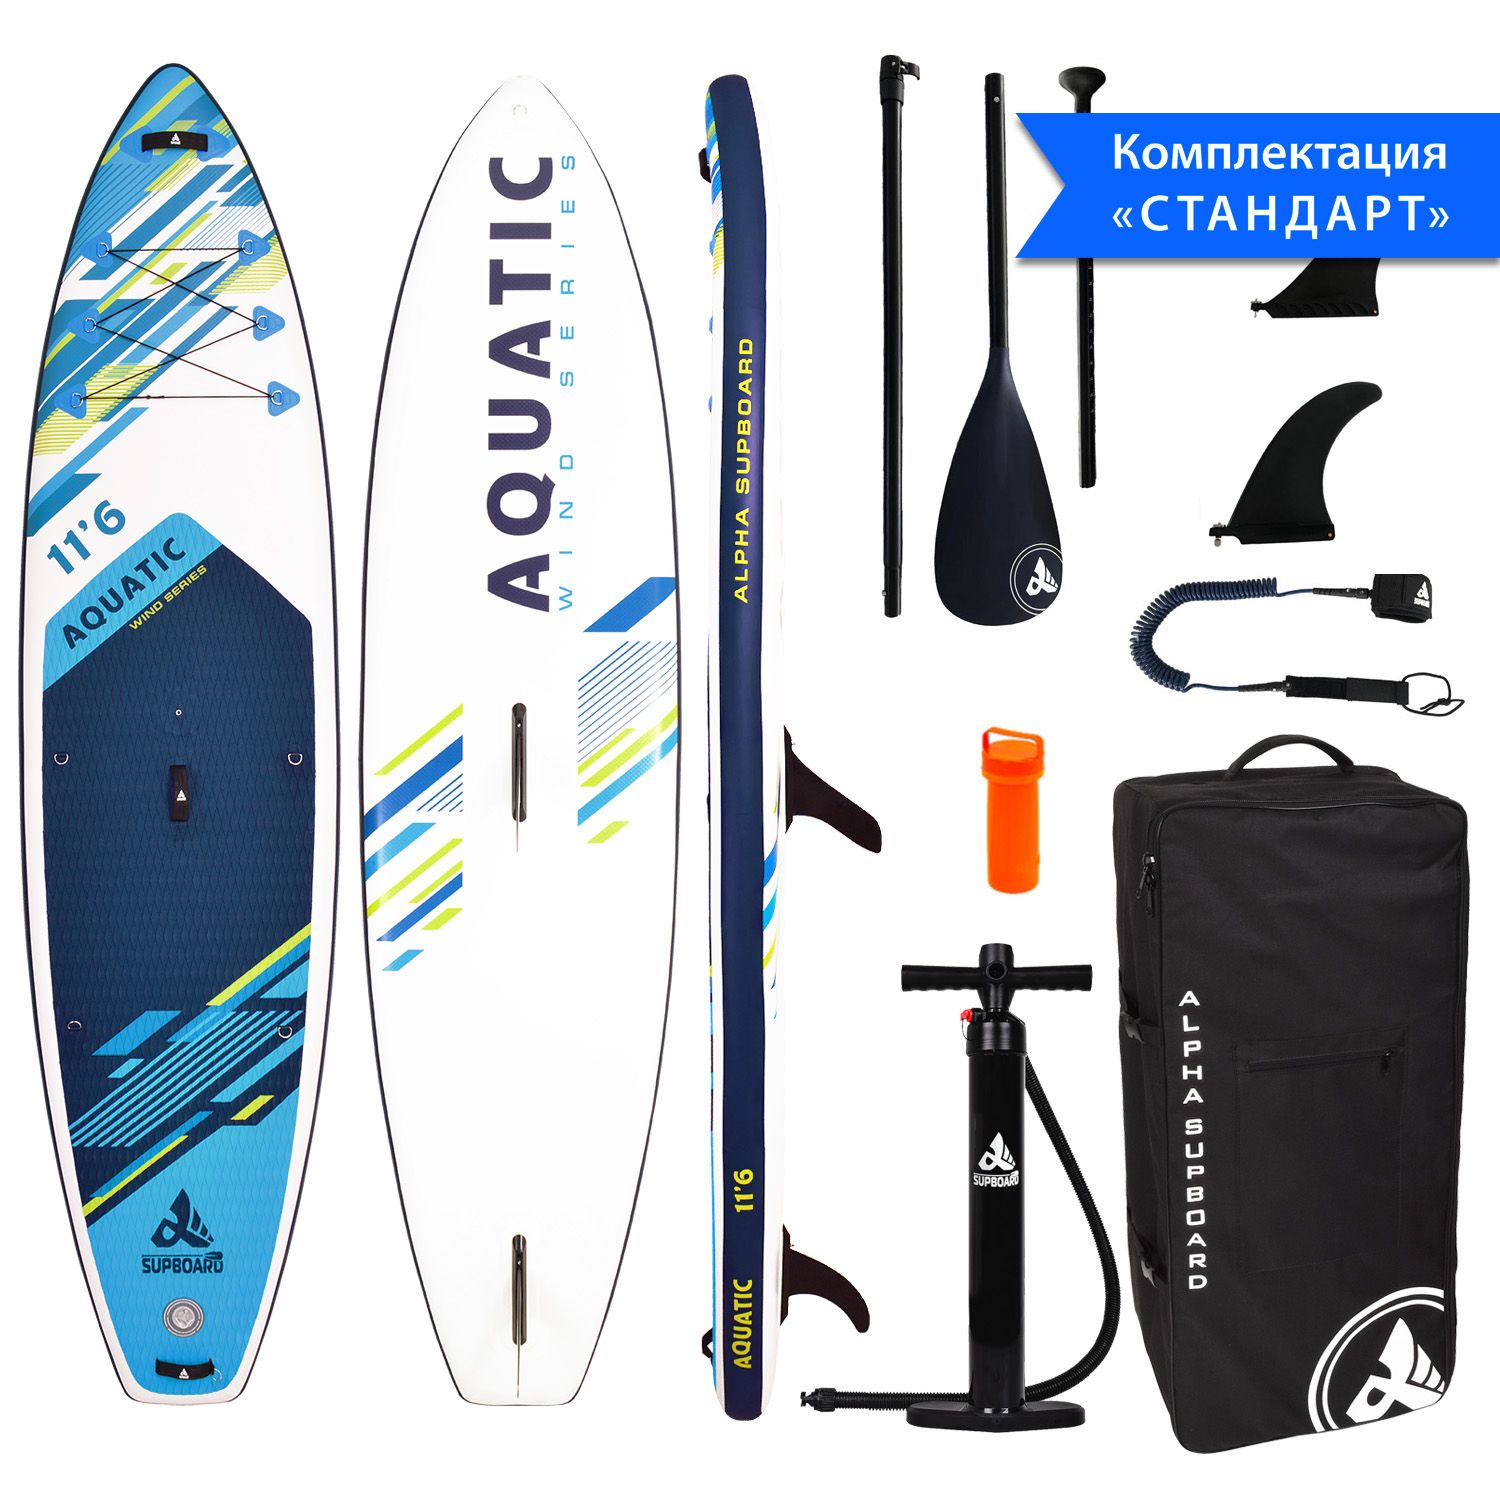 11'6
AQUATIC
WIND SERIES
SUPBOARD
AQUATIC
WIND SERIES
ALPHA SUPBOARD
11'6
AQUATIC
Комплектация
«СТАНДАРТ»
SUPBOARD
SUPBOARD
ALPHA SUPBOARD